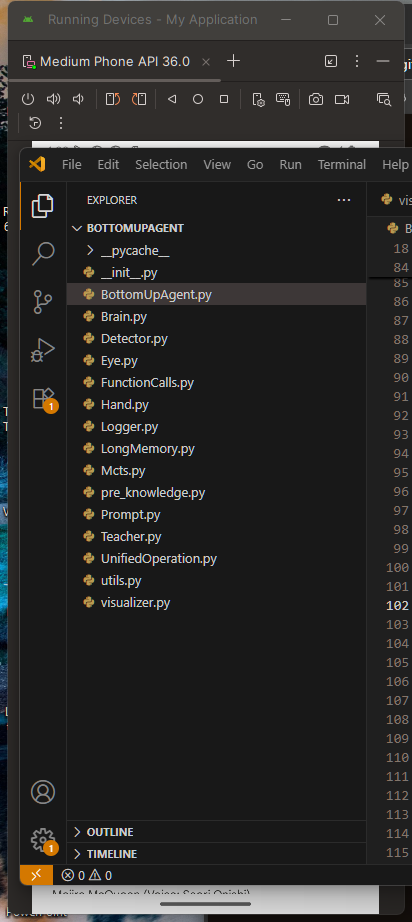 Running Devices - My Application
Medium Phone API 36.0
File Edit Selection View Go Run Terminal Help
EXPLORER
BOTTOMUPAGENT
__pycache__
__init__.py
BottomUpAgent.py
Brain.py
Detector.py
Eye.py
FunctionCalls.py
Hand.py
Logger.py
LongMemory.py
Mcts.py
pre_knowledge.py
Prompt.py
Teacher.py
UnifiedOperation.py
utils.py
visualizer.py
vis
B
18
84
85
86
87
88
89
90
91
92
93
94
95
96
97
98
99
100
101
102
103
104
105
106
107
108
109
110
111
112
113
114
115
1
1
OUTLINE
TIMELINE
0 0